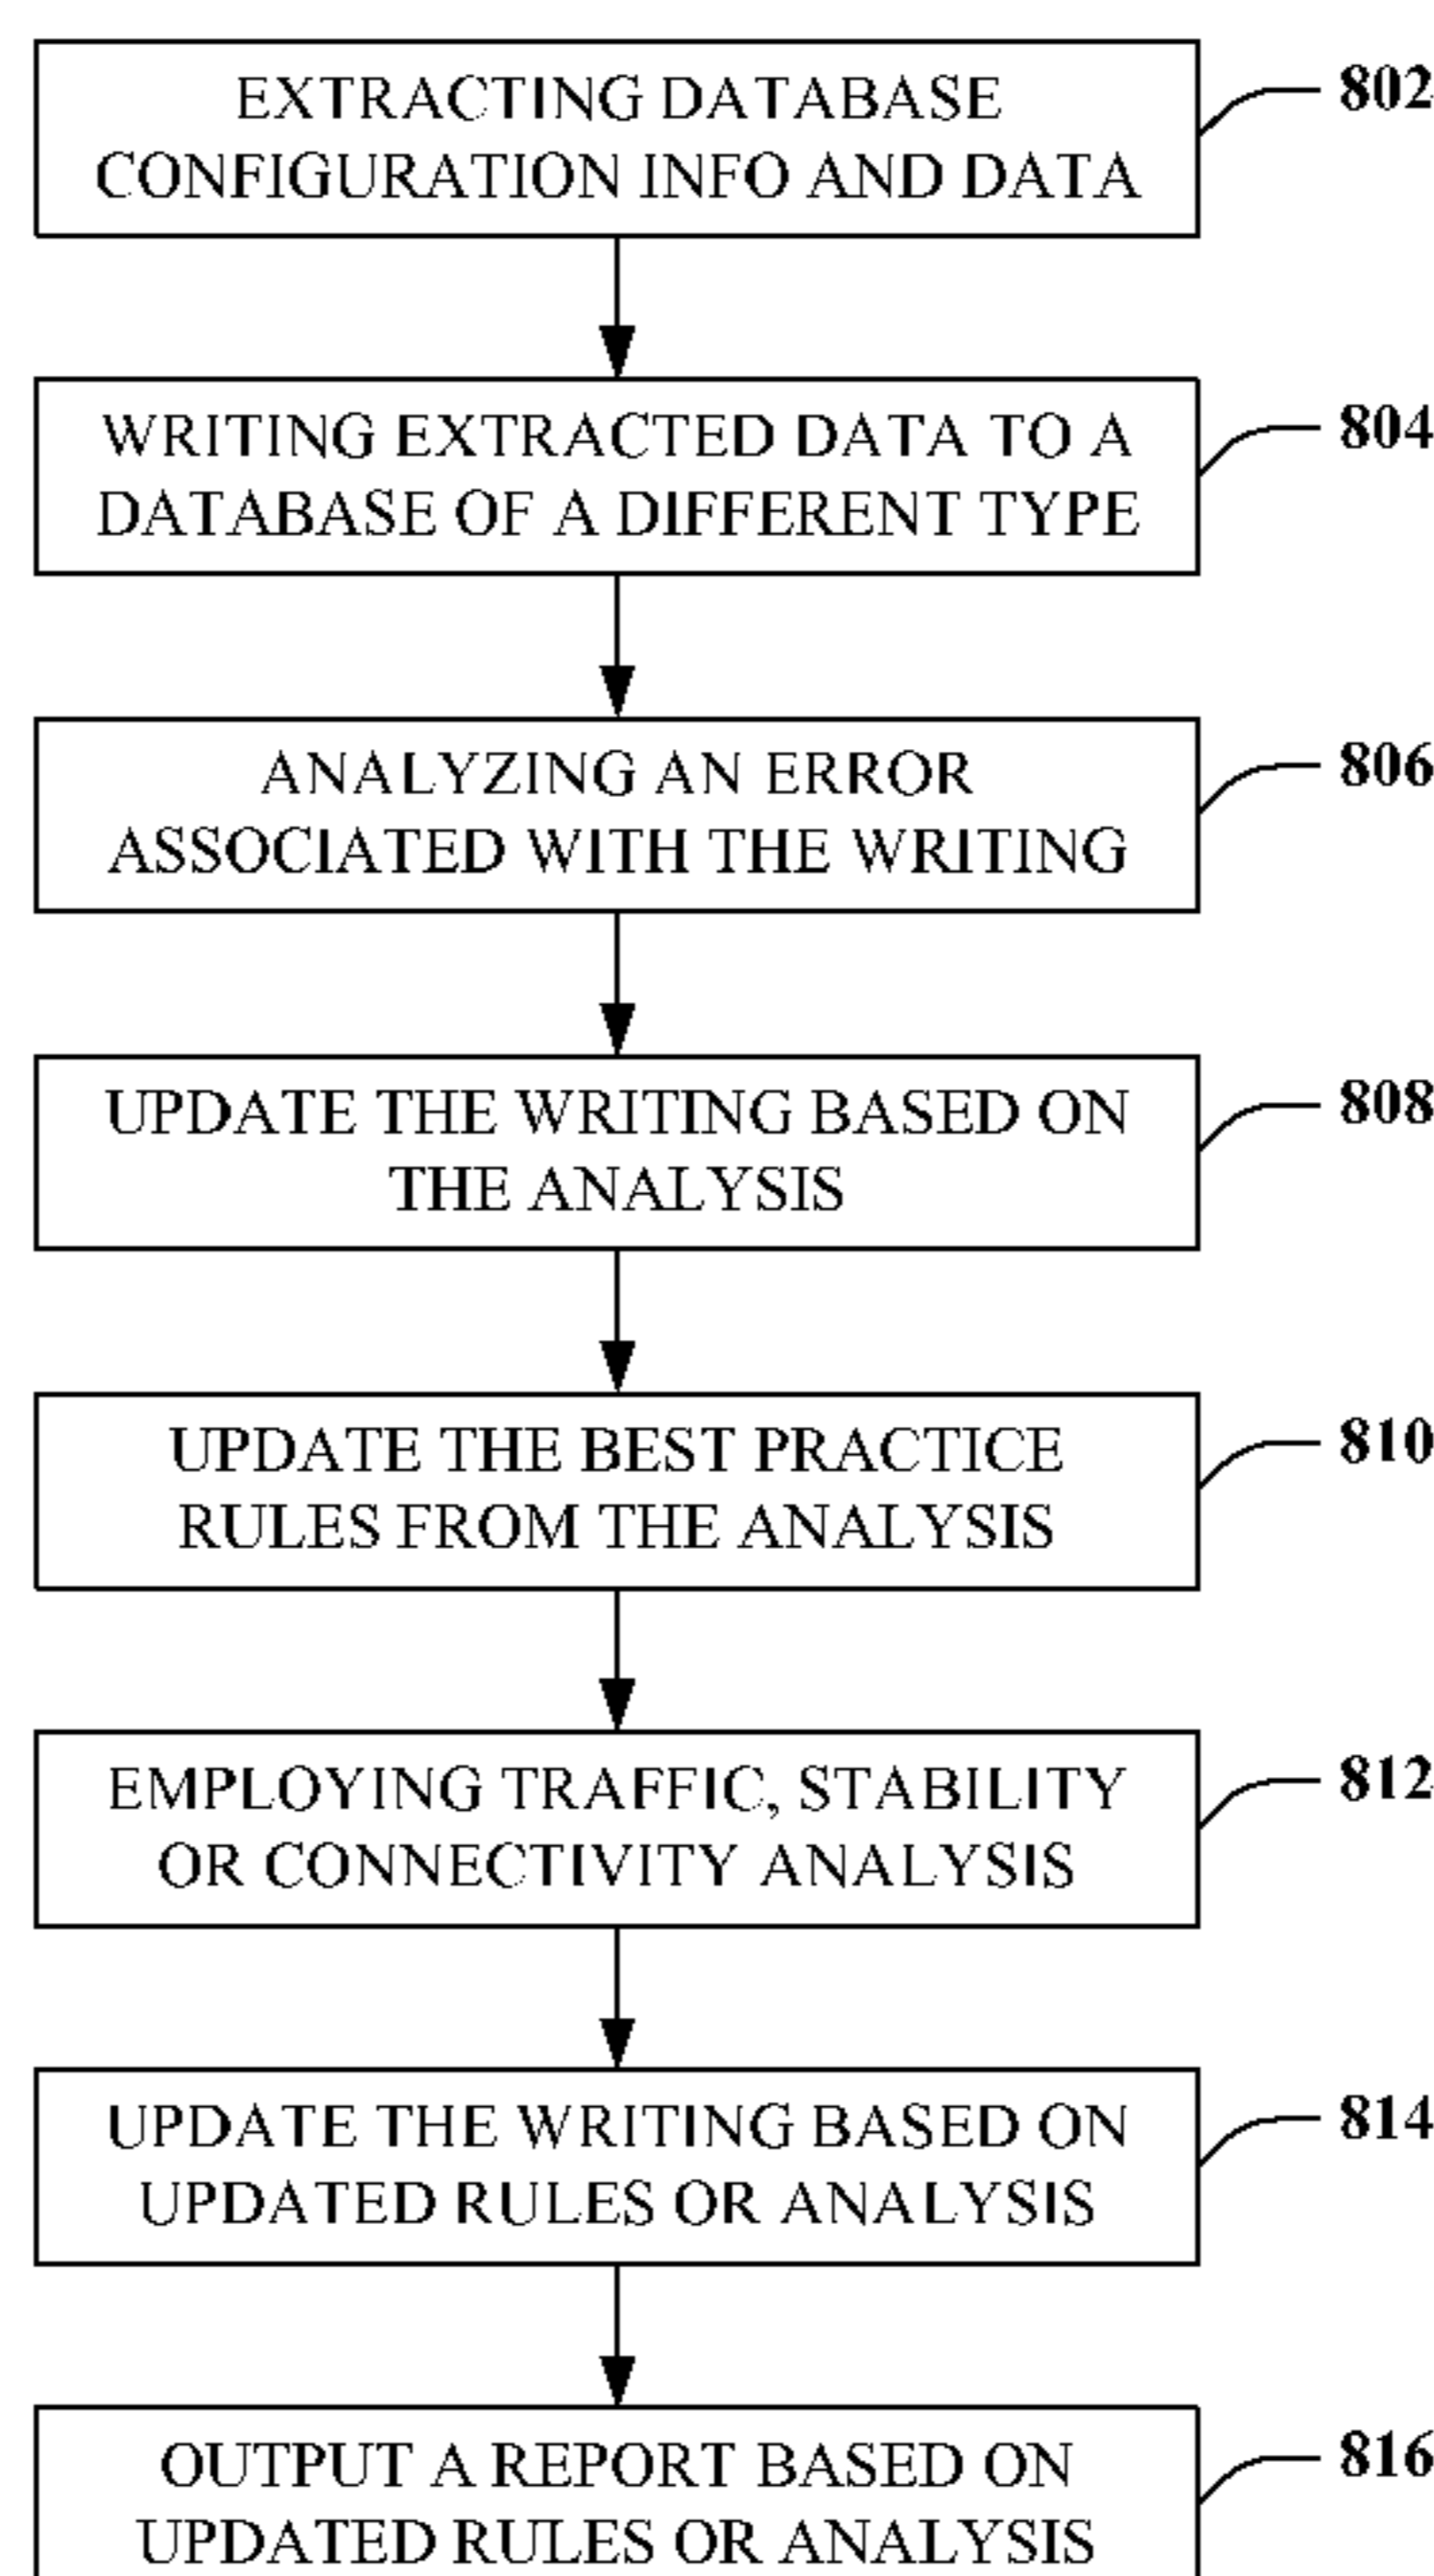 EXTRACTING DATABASE
CONFIGURATION INFO AND DATA
802
WRITING EXTRACTED DATA TO A
DATABASE OF A DIFFERENT TYPE
804
ANALYZING AN ERROR
ASSOCIATED WITH THE WRITING
806
UPDATE THE WRITING BASED ON
THE ANALYSIS
808
UPDATE THE BEST PRACTICE
RULES FROM THE ANALYSIS
810
EMPLOYING TRAFFIC, STABILITY
OR CONNECTIVITY ANALYSIS
812
UPDATE THE WRITING BASED ON
UPDATED RULES OR ANALYSIS
814
OUTPUT A REPORT BASED ON
UPDATED RULES OR ANALYSIS
816